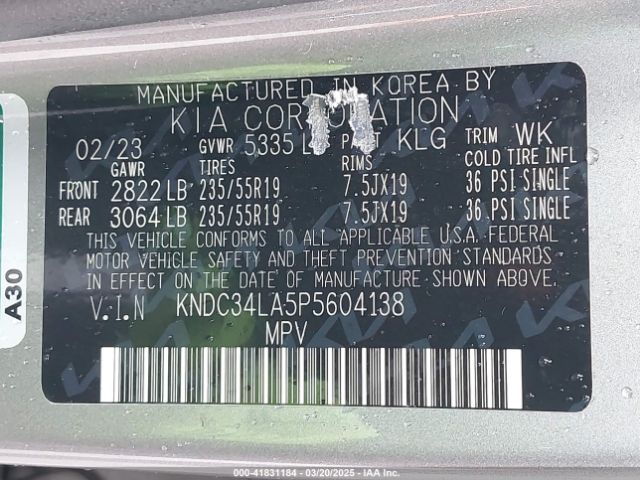 MANUFACTURED IN KOREA BY
KIA CORPORATION
02/23 GVWR 5335 KLG TRIM WK
GAWR TIRES RIMS COLD TIRE INFL
FRONT 2822 LB 235/55R19 7.5JX19 36 PSI SINGLE
REAR 3064 LB 235/55R19 7.5JX19 36 PSI SINGLE
THIS VEHICLE CONFORMS TO ALL APPLICABLE U.S.A. FEDERAL
MOTOR VEHICLE SAFETY AND THEFT PREVENTION STANDARDS
IN EFFECT ON THE DATE OF MANUFACTURE SHOWN ABOVE.
V.I.N KNDC34LA5P5604138
MPV
A30
000-41831184 — 03/20/2025 — IAA Inc.